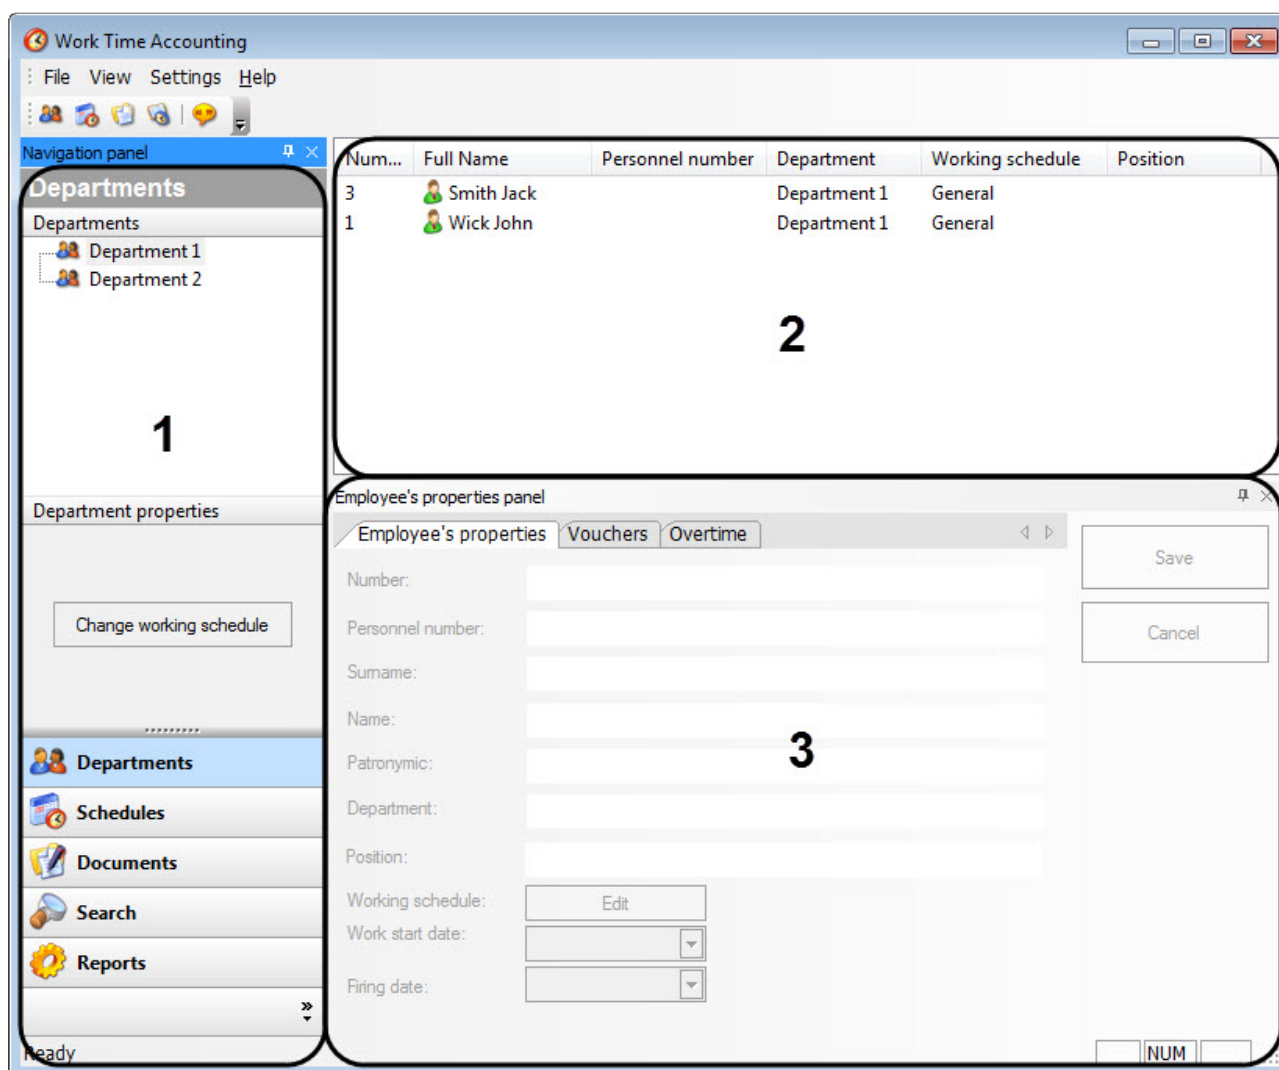 Work Time Accounting
File View Settings Help
Navigation panel
Departments
Departments
Department 1
Department 2
1
Department properties
Change working schedule
Departments
Schedules
Documents
Search
Reports
Num... Full Name Personnel number Department Working schedule Position
3 Smith Jack Department 1 General
1 Wick John Department 1 General
2
Employee's properties panel
Employee's properties Vouchers Overtime
Number:
Personnel number:
Surname:
Name:
Patronymic:
Department:
Position:
Working schedule: Edit
Work start date:
Firing date:
3
Save
Cancel
Ready
NUM